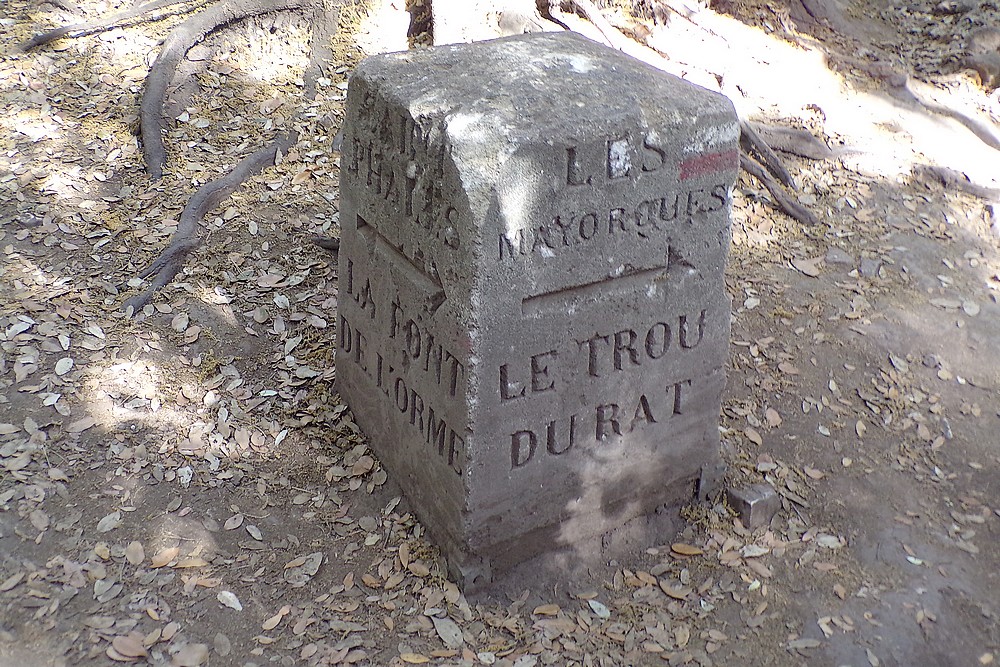 LA FONT
DE L'ORME
LES
MAYORQUES
LE TROU
DU RAT